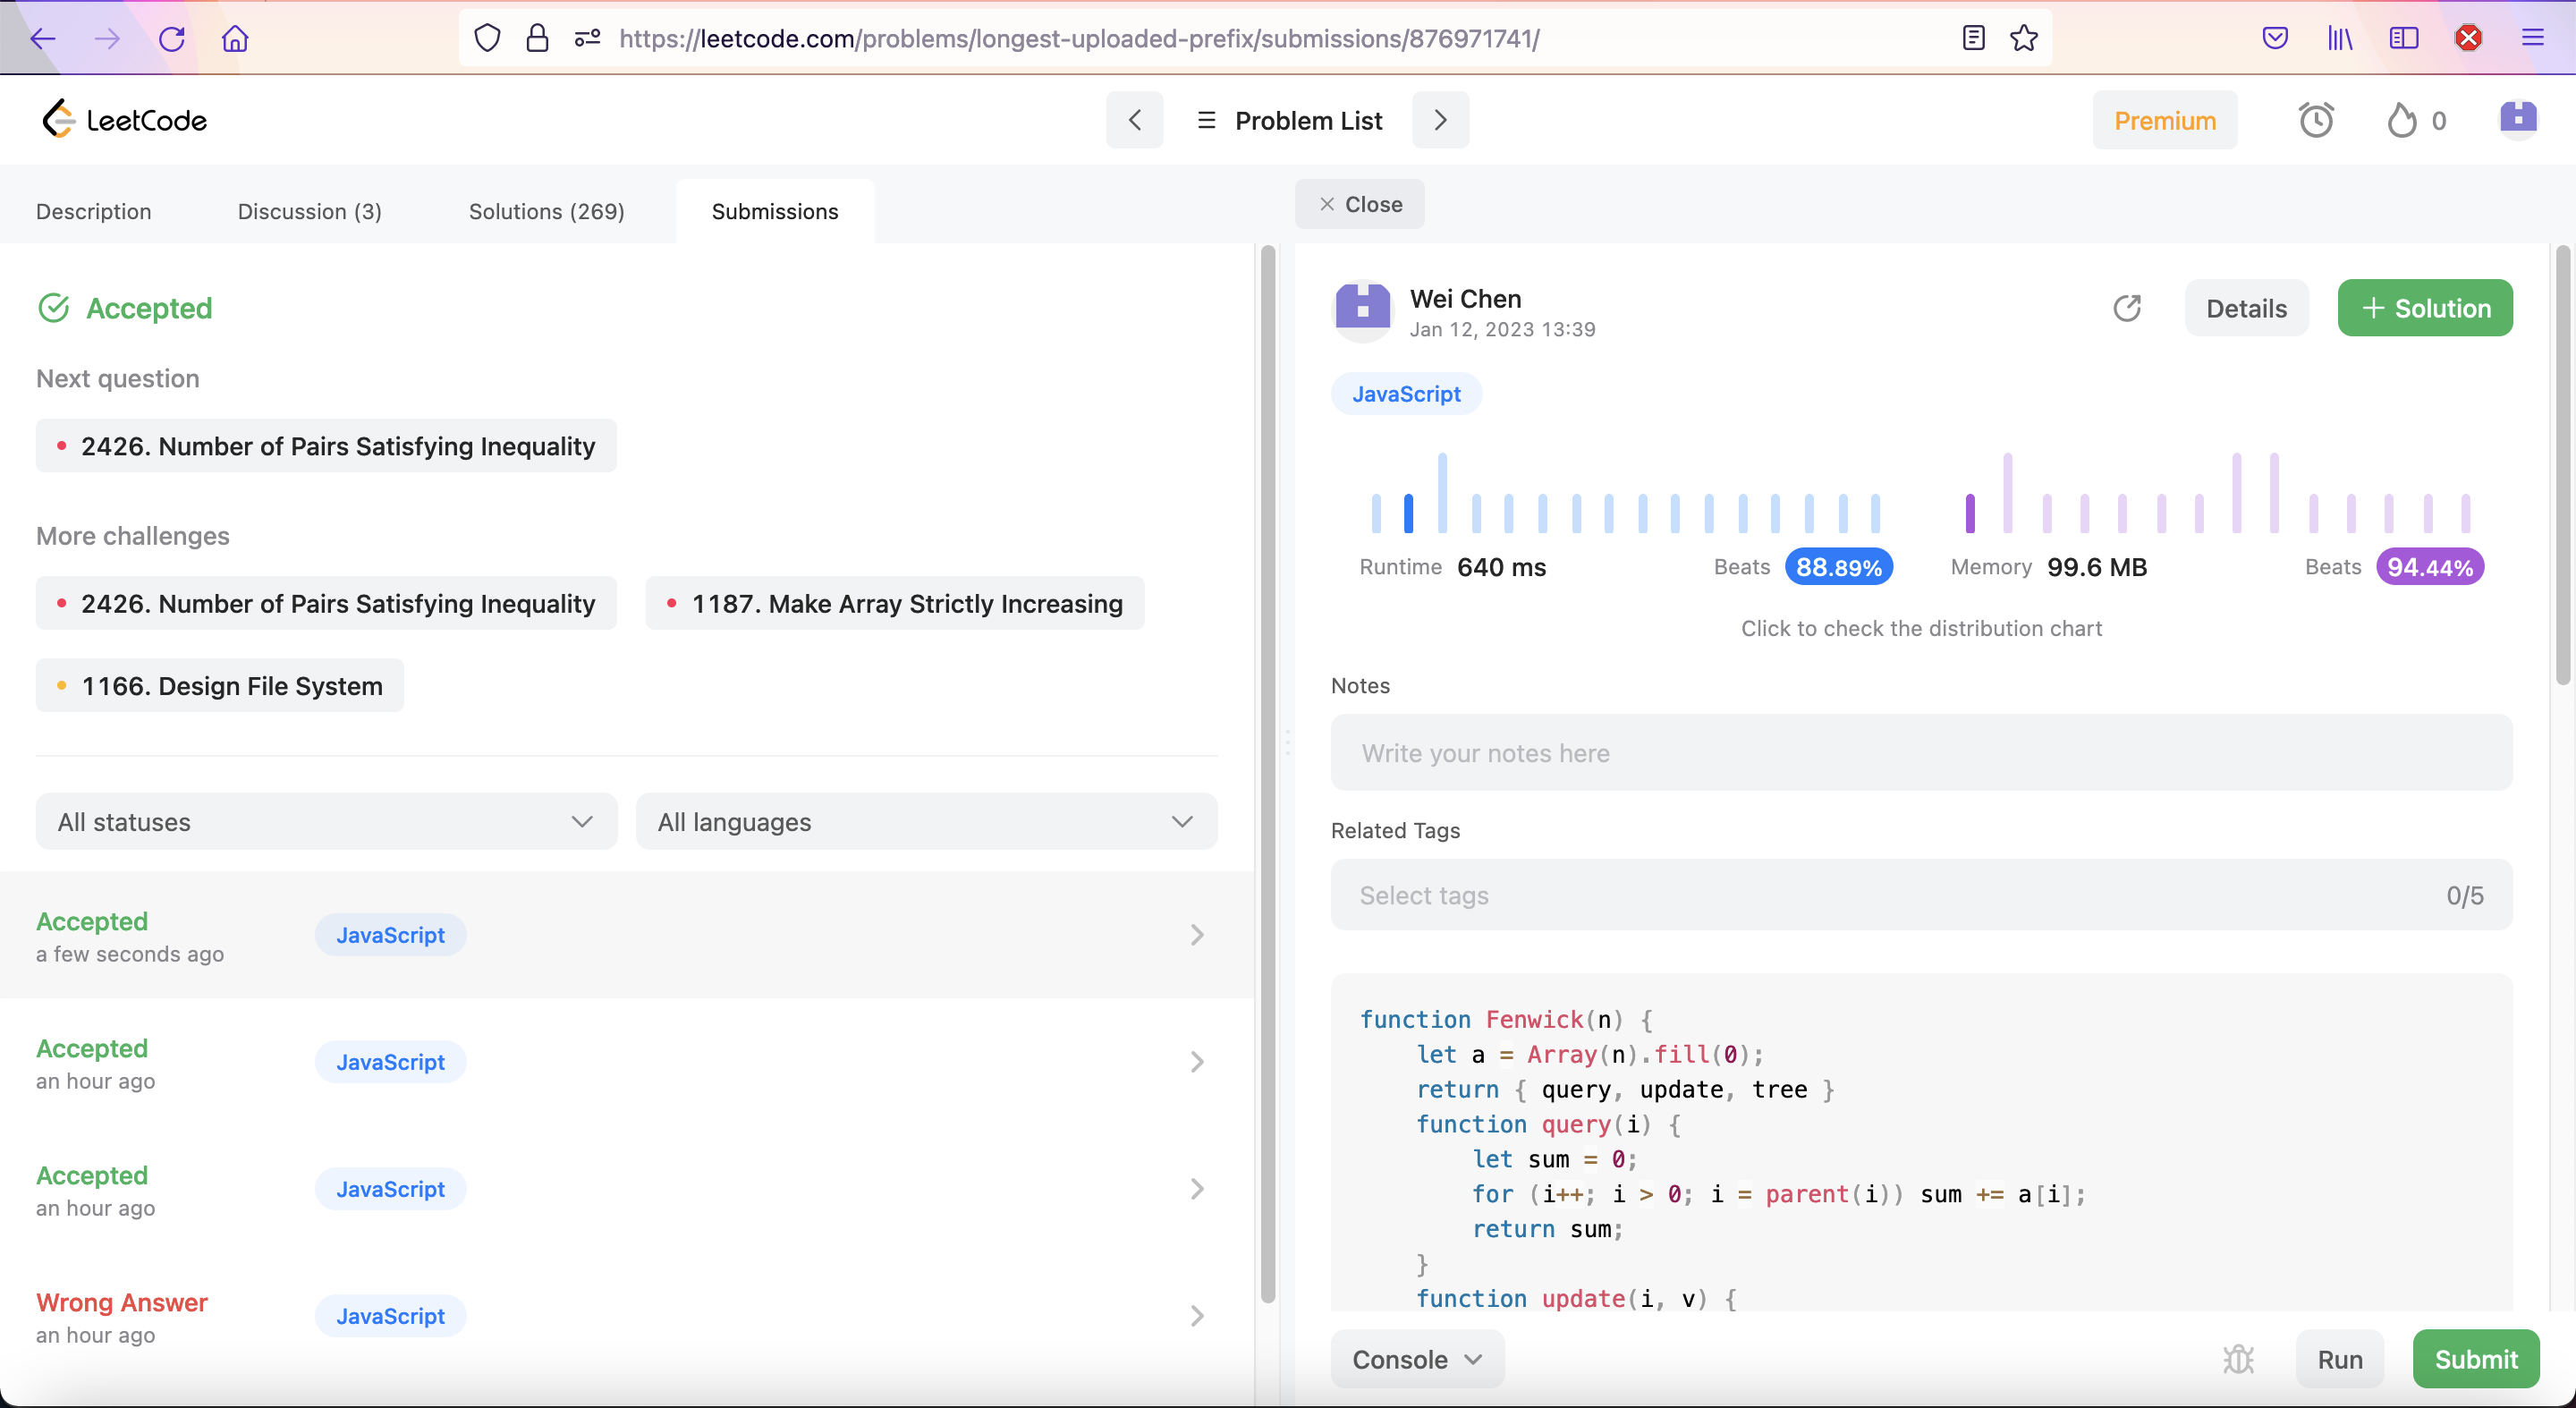 https://leetcode.com/problems/longest-uploaded-prefix/submissions/876971741/
LeetCode
Problem List
Premium
0
Description
Discussion (3)
Solutions (269)
Submissions
Close
Accepted
Next question
2426. Number of Pairs Satisfying Inequality
More challenges
2426. Number of Pairs Satisfying Inequality
1187. Make Array Strictly Increasing
1166. Design File System
All statuses
All languages
Accepted
a few seconds ago
JavaScript
Accepted
an hour ago
JavaScript
Accepted
an hour ago
JavaScript
Wrong Answer
an hour ago
JavaScript
Wei Chen
Jan 12, 2023 13:39
Details
+ Solution
JavaScript
Runtime 640 ms
Beats 88.89%
Memory 99.6 MB
Beats 94.44%
Click to check the distribution chart
Notes
Write your notes here
Related Tags
Select tags
0/5
function Fenwick(n) {
    let a = Array(n).fill(0);
    return { query, update, tree }
    function query(i) {
        let sum = 0;
        for (i++; i > 0; i = parent(i)) sum += a[i];
        return sum;
    }
    function update(i, v) {
Console
Run
Submit